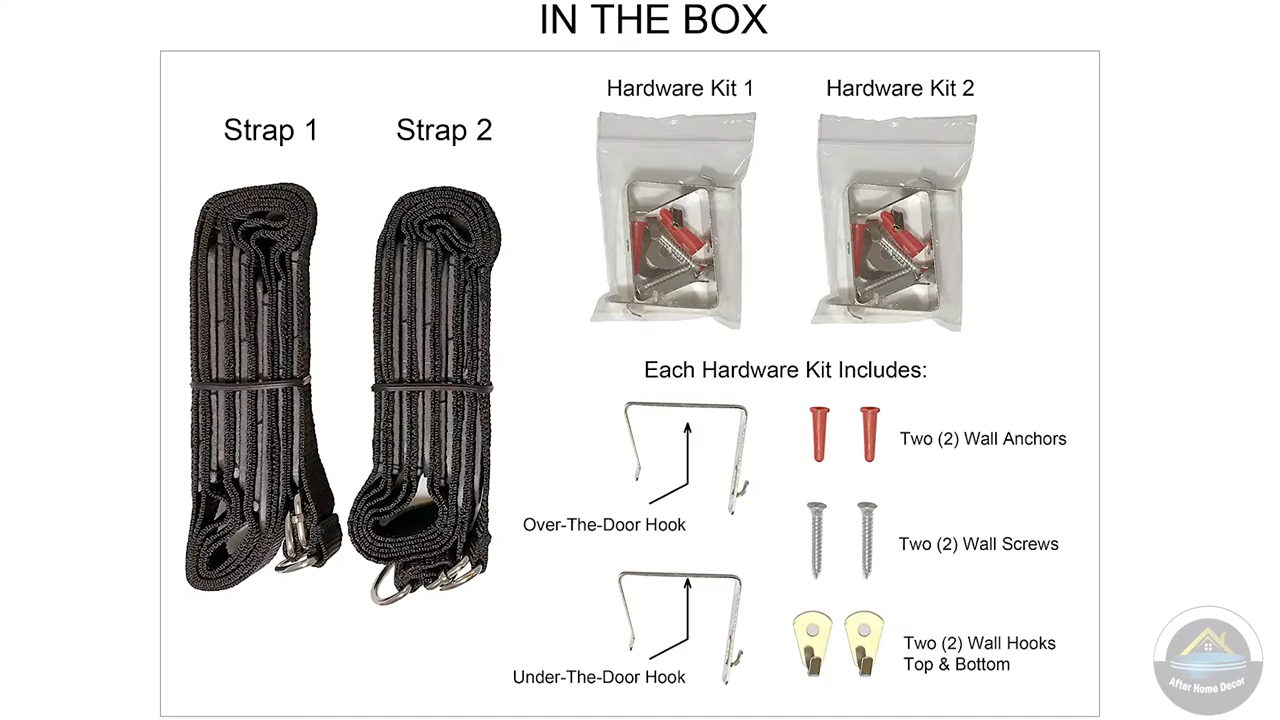 IN THE BOX
Strap 1
Strap 2
Hardware Kit 1
Hardware Kit 2
Each Hardware Kit Includes:
Over-The-Door Hook
Two (2) Wall Anchors
Two (2) Wall Screws
Under-The-Door Hook
Two (2) Wall Hooks
Top & Bottom
After Home Decor